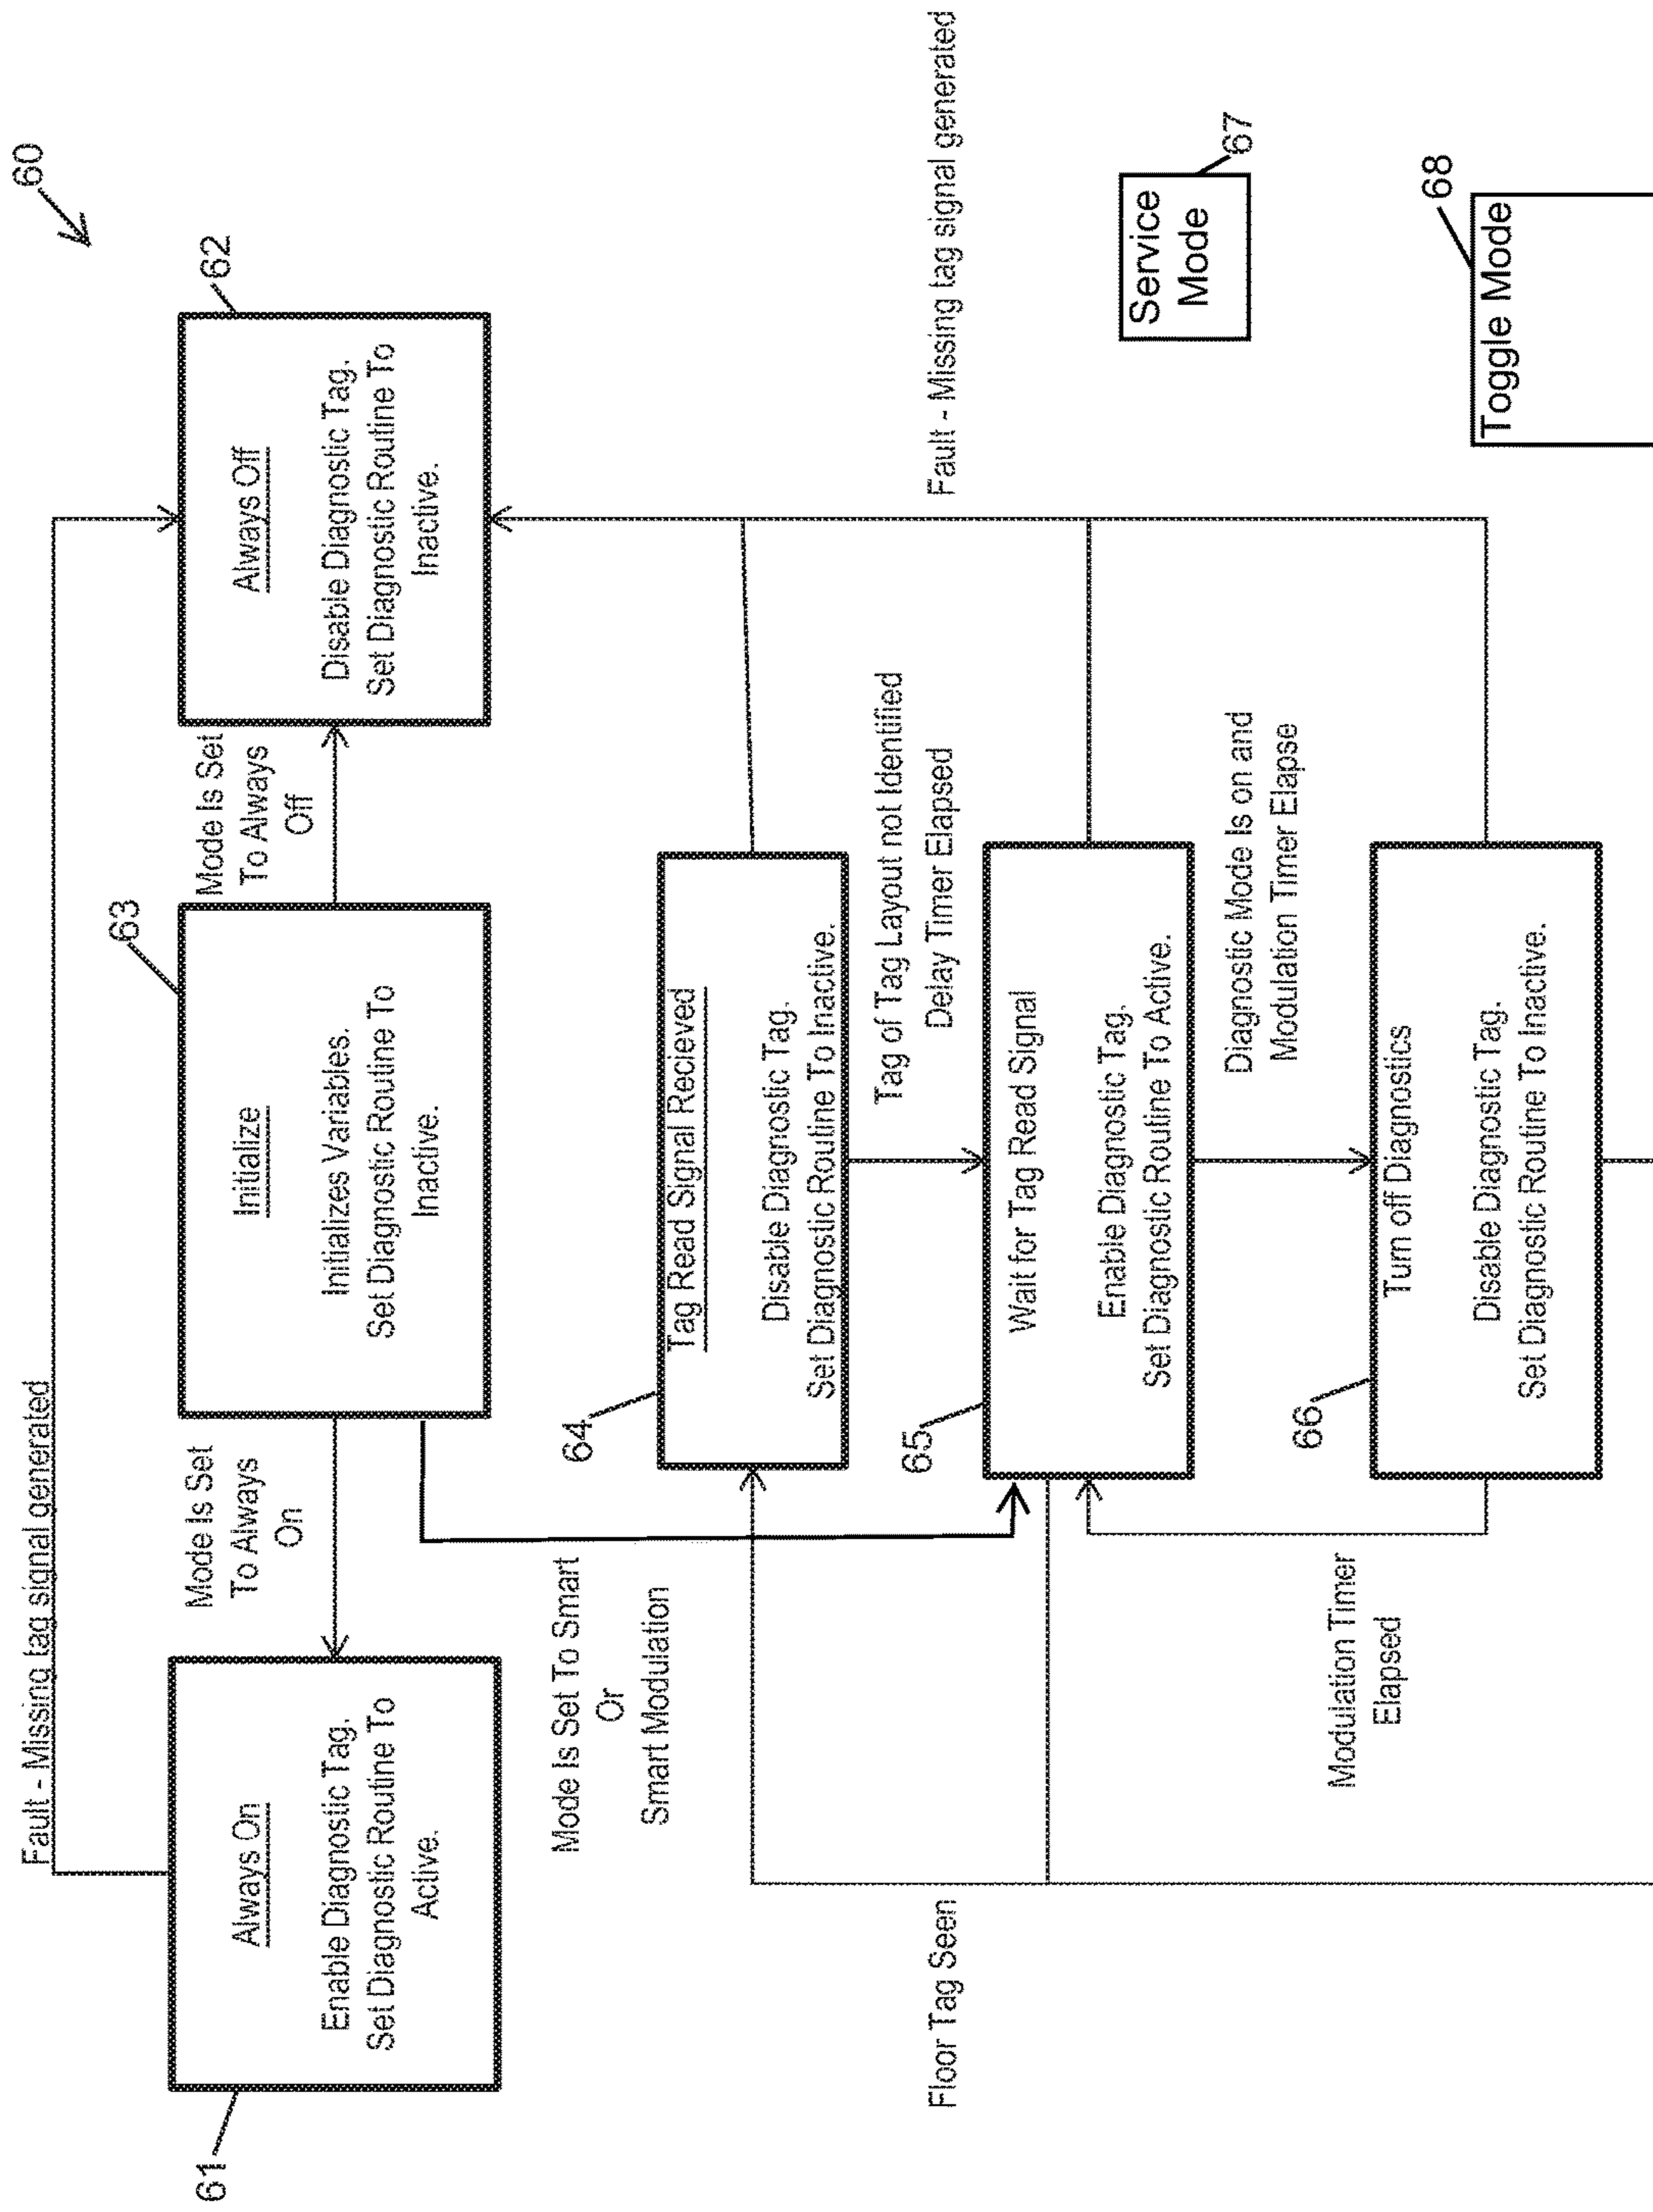 60
Fault - Missing tag signal generated
61
Always On
Enable Diagnostic Tag.
Set Diagnostic Routine To
Active.
Mode Is Set
To Always
On
63
Initialize
Initializes Variables.
Set Diagnostic Routine To
Inactive.
Mode Is Set
To Always
Off
62
Always Off
Disable Diagnostic Tag.
Set Diagnostic Routine To
Inactive.
Mode Is Set To Smart
Or
Smart Modulation
64
Tag Read Signal Recieved
Disable Diagnostic Tag.
Set Diagnostic Routine To Inactive.
Tag of Tag Layout not Identified
Delay Timer Elapsed
Fault - Missing tag signal generated
Floor Tag Seen
65
Wait for Tag Read Signal
Enable Diagnostic Tag.
Set Diagnostic Routine To Active.
Diagnostic Mode Is on and
Modulation Timer Elapse
Service
Mode
67
Modulation Timer
Elapsed
66
Turn off Diagnostics
Disable Diagnostic Tag.
Set Diagnostic Routine To Inactive.
68
Toggle Mode